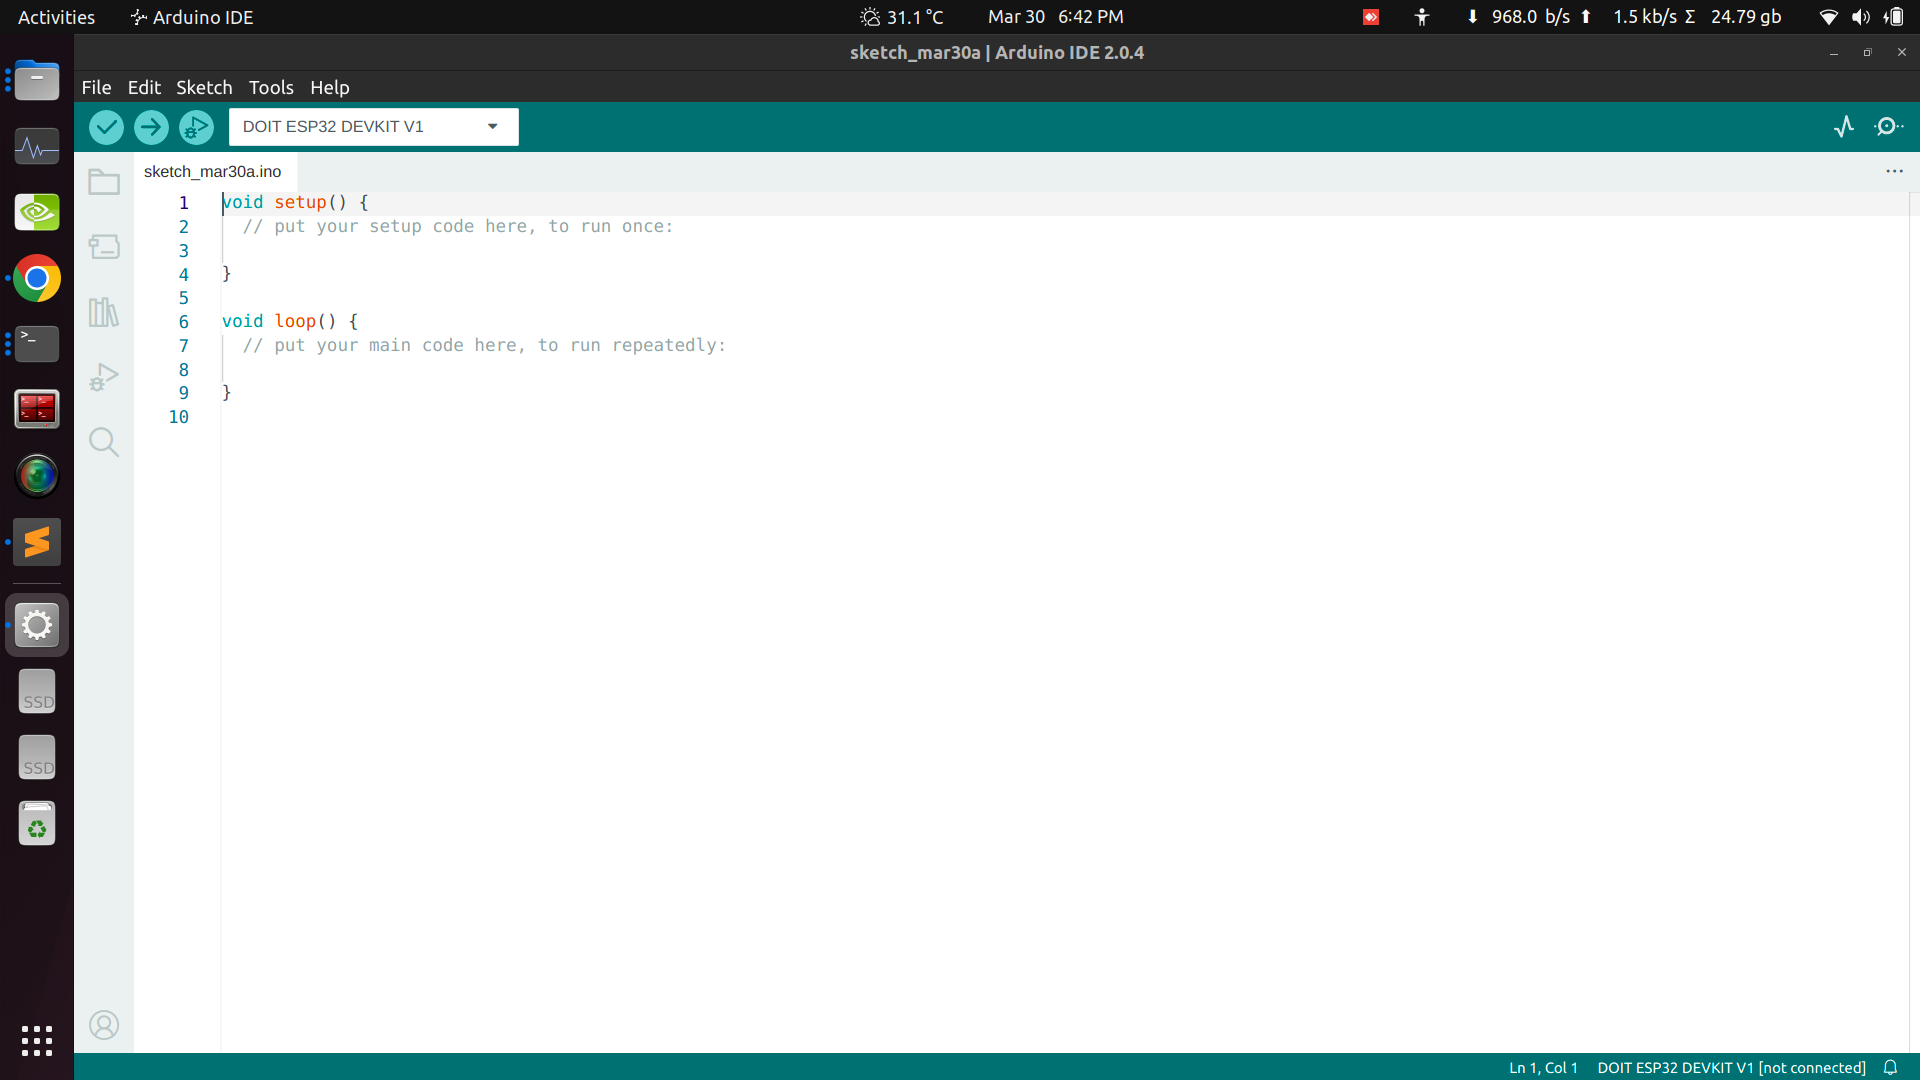 Activities Arduino IDE 31.1 °C Mar 30 6:42 PM 968.0 b/s 1.5 kb/s Σ 24.79 gb
sketch_mar30a | Arduino IDE 2.0.4
File Edit Sketch Tools Help
DOIT ESP32 DEVKIT V1
sketch_mar30a.ino
1 void setup() {
2 // put your setup code here, to run once:
3
4 }
5
6 void loop() {
7 // put your main code here, to run repeatedly:
8
9 }
10
>_
SSD
SSD
Ln 1, Col 1 DOIT ESP32 DEVKIT V1 [not connected]